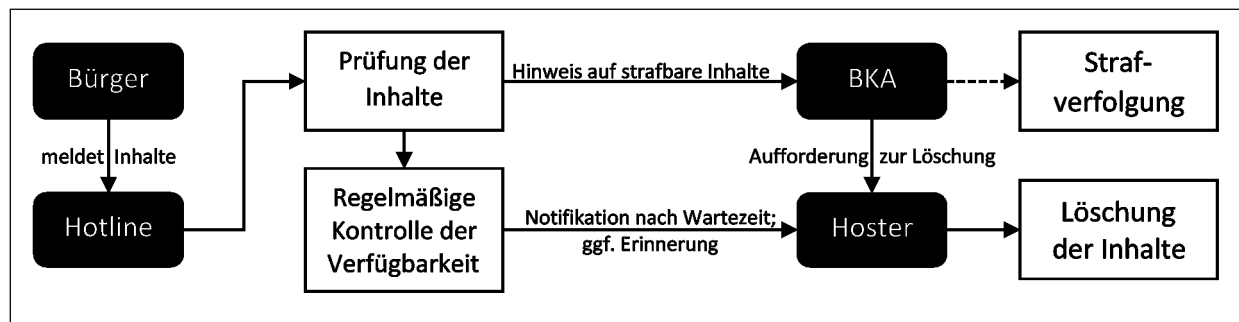 Bürger
meldet Inhalte
Hotline
Prüfung der
Inhalte
Hinweis auf strafbare Inhalte
BKA
Straf-
verfolgung
Aufforderung zur Löschung
Regelmäßige
Kontrolle der
Verfügbarkeit
Notifikation nach Wartezeit;
ggf. Erinnerung
Hoster
Löschung
der Inhalte